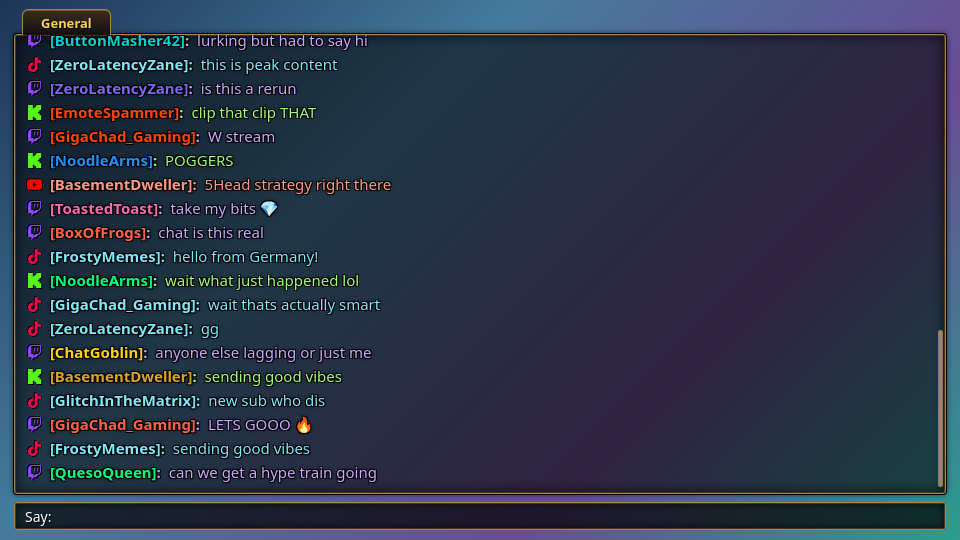 General
[ButtonMasher42]: lurking but had to say hi
[ZeroLatencyZane]: this is peak content
[ZeroLatencyZane]: is this a rerun
[EmoteSpammer]: clip that clip THAT
[GigaChad_Gaming]: W stream
[NoodleArms]: POGGERS
[BasementDweller]: 5Head strategy right there
[ToastedToast]: take my bits 💎
[BoxOfFrogs]: chat is this real
[FrostyMemes]: hello from Germany!
[NoodleArms]: wait what just happened lol
[GigaChad_Gaming]: wait thats actually smart
[ZeroLatencyZane]: gg
[ChatGoblin]: anyone else lagging or just me
[BasementDweller]: sending good vibes
[GlitchInTheMatrix]: new sub who dis
[GigaChad_Gaming]: LETS GOOO 🔥
[FrostyMemes]: sending good vibes
[QuesoQueen]: can we get a hype train going
Say: